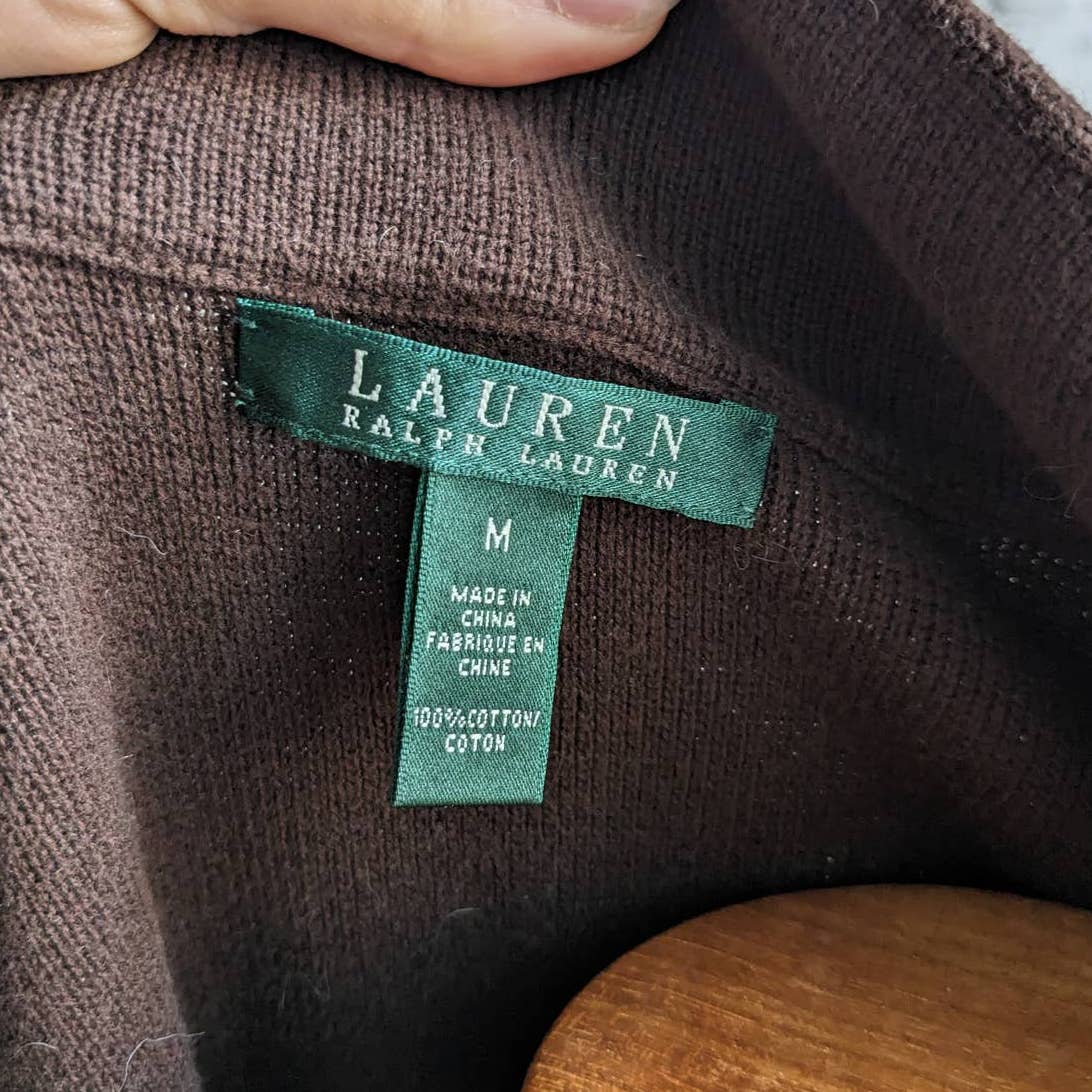 LAUREN
RALPH LAUREN
M
MADE IN
CHINA
FABRIQUE EN
CHINE
100%COTTON/
COTON